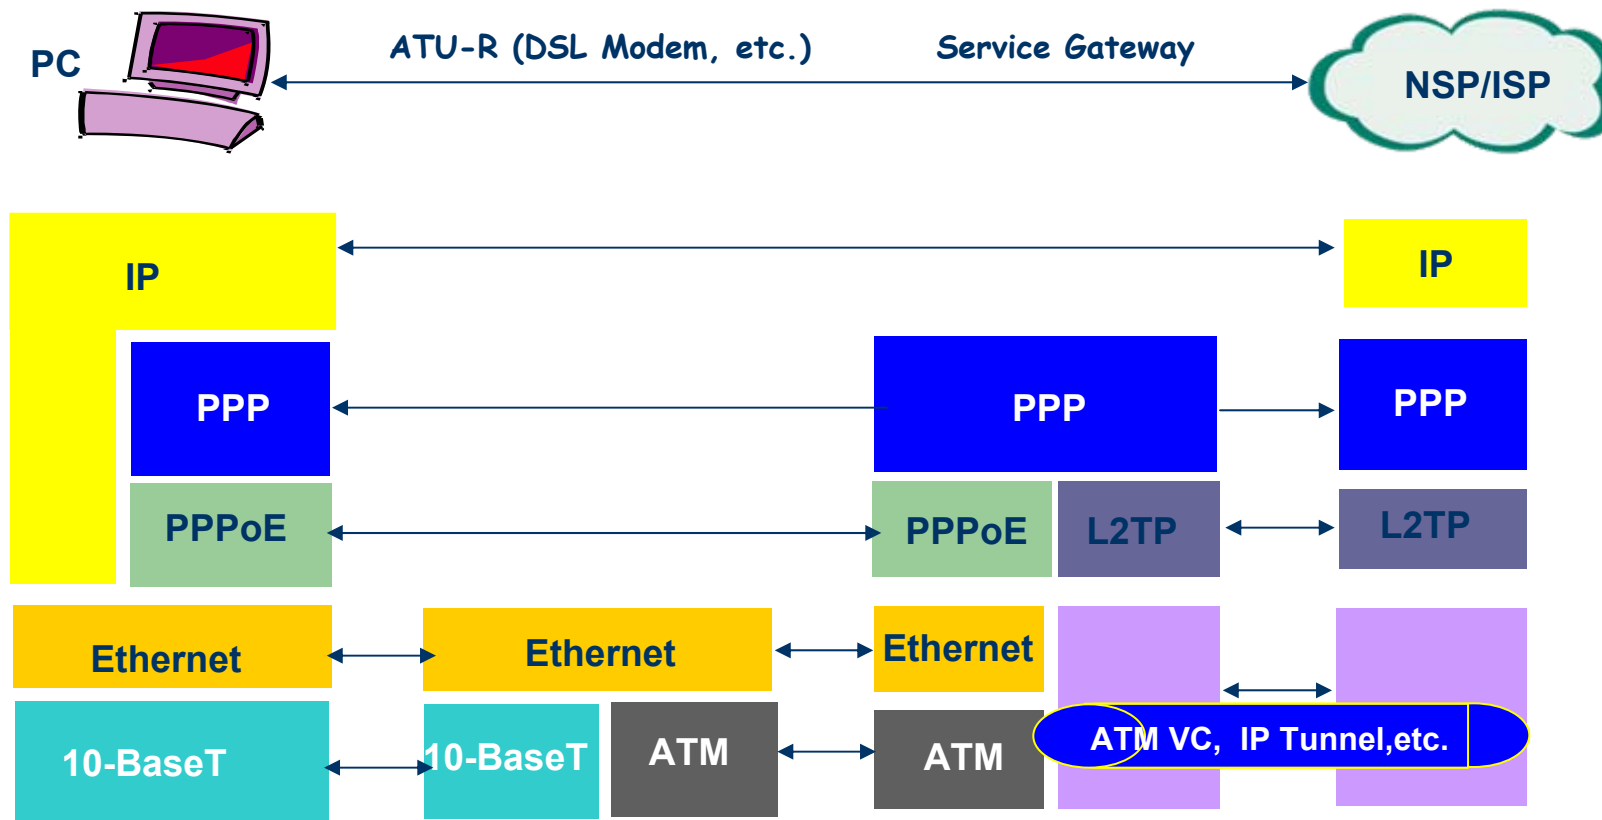 PC
ATU-R (DSL Modem, etc.)
Service Gateway
NSP/ISP
IP
IP
PPP
PPP
PPP
PPPoE
PPPoE
L2TP
L2TP
Ethernet
Ethernet
Ethernet
10-BaseT
10-BaseT
ATM
ATM
ATM VC, IP Tunnel,etc.